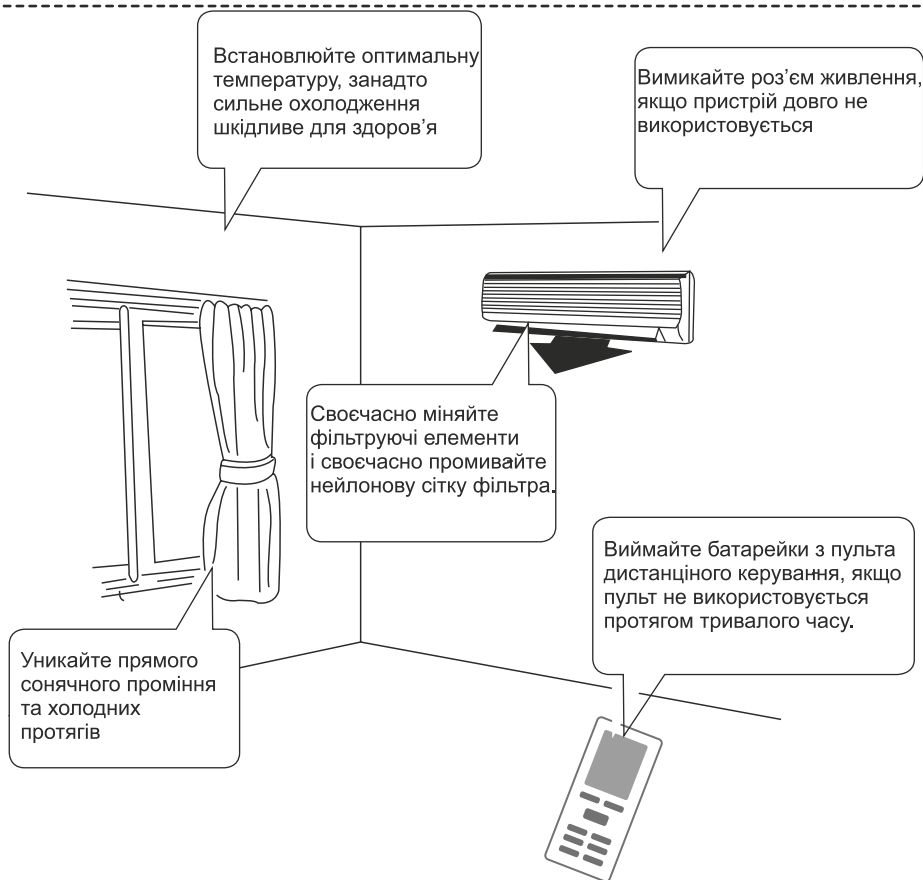 Встановлюйте оптимальну
температуру, занадто
сильне охолодження
шкідливе для здоров’я
Вимикайте роз’єм живлення,
якщо пристрій довго не
використовується
Своєчасно міняйте
фільтруючі елементи
і своєчасно промивайте
нейлонову сітку фільтра.
Виймайте батарейки з пульта
дистанціного керування, якщо
пульт не використовується
протягом тривалого часу.
Уникайте прямого
сонячного проміння
та холодних
протягів